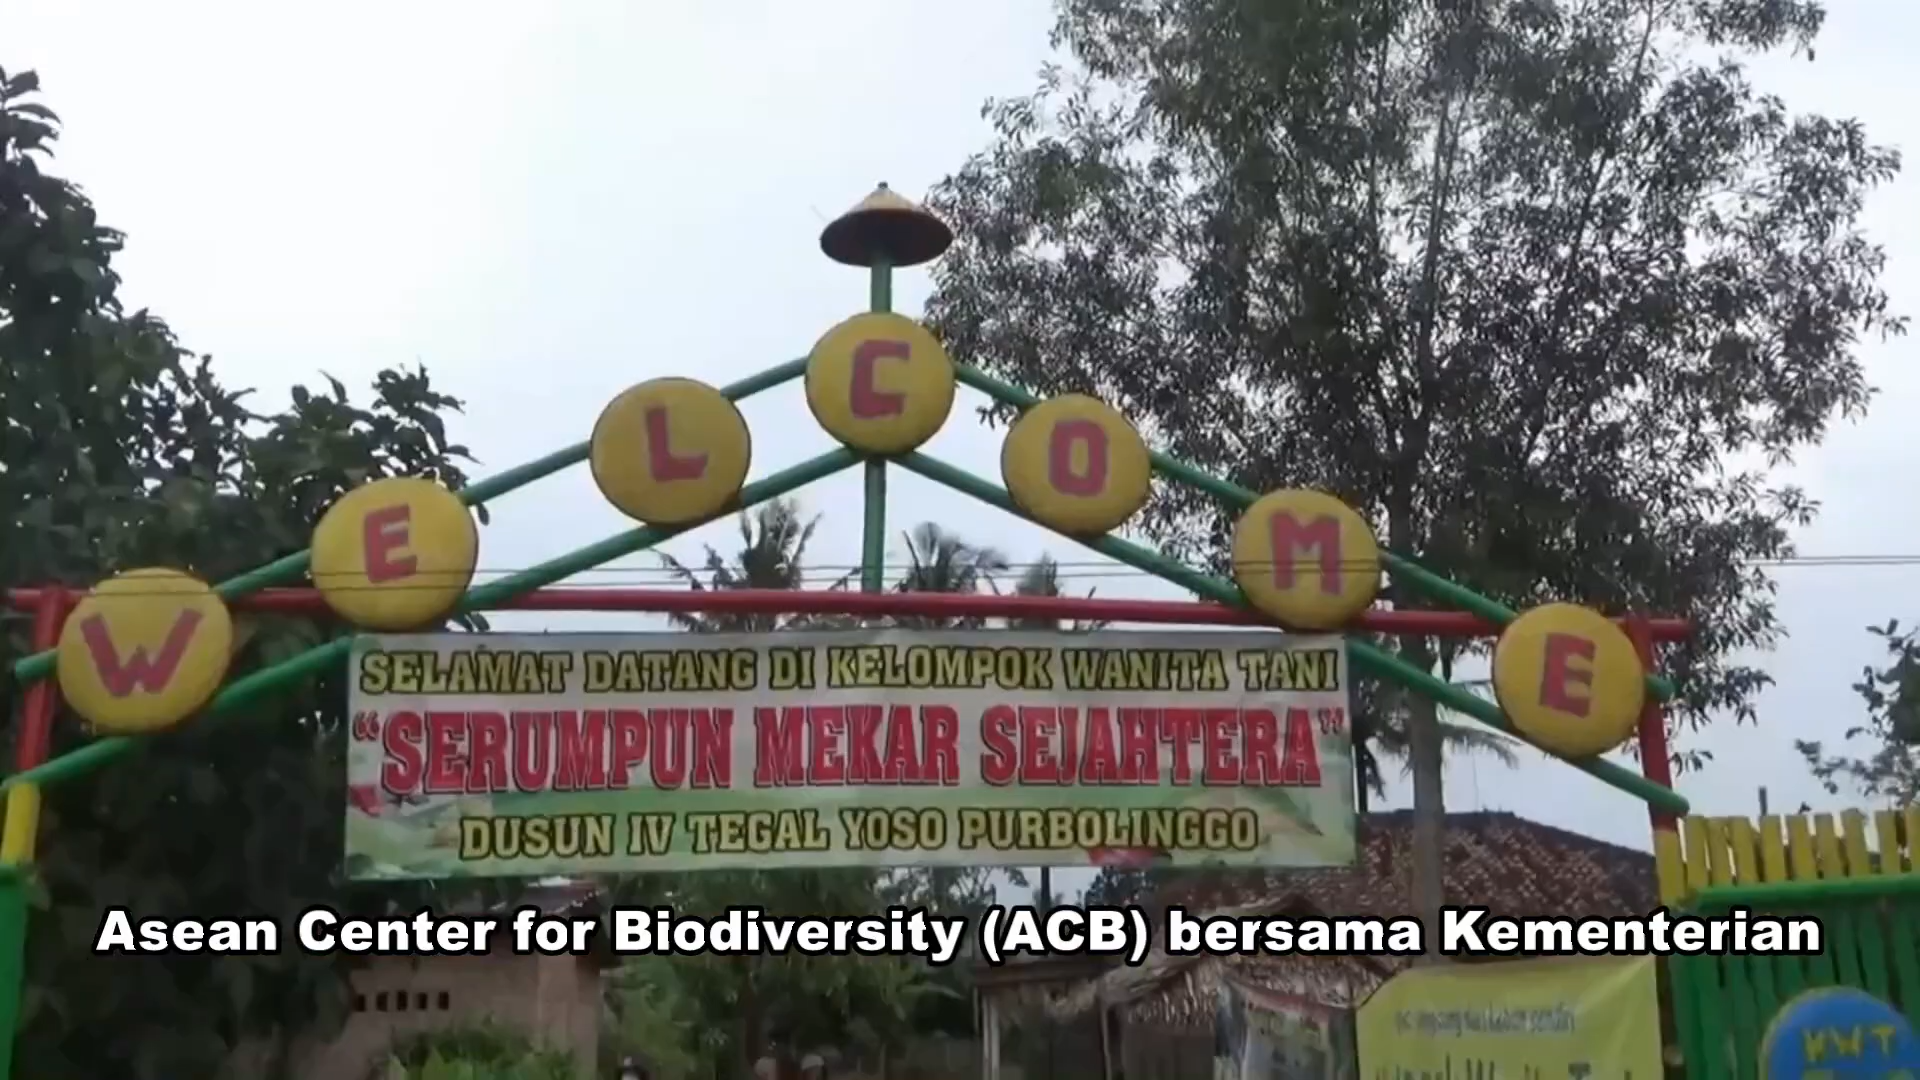 WELCOME
SELAMAT DATANG DI KELOMPOK WANITA TANI
"SERUMPUN MEKAR SEJAHTERA"
DUSUN IV TEGAL YOSO PURBOLINGGO
Asean Center for Biodiversity (ACB) bersama Kementerian
KWT